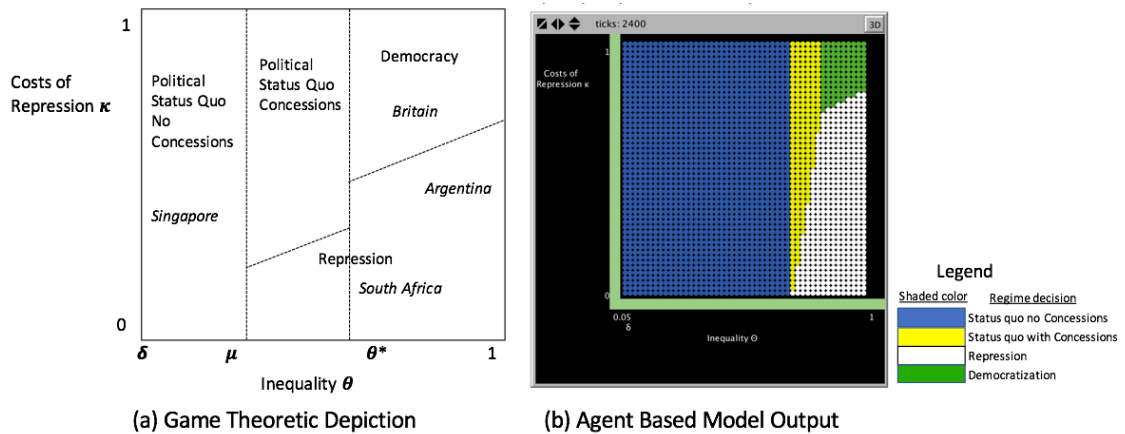 1
Costs of
Repression κ
0
Political
Status Quo
No
Concessions
Singapore
Political
Status Quo
Concessions
Democracy
Britain
Argentina
Repression
South Africa
δ
μ
θ*
1
Inequality θ
(a) Game Theoretic Depiction
ticks: 2400
3D
1
Costs of
Repression κ
0
0.05
δ
1
Inequality Θ
(b) Agent Based Model Output
Legend
Shaded color Regime decision
Status quo no Concessions
Status quo with Concessions
Repression
Democratization